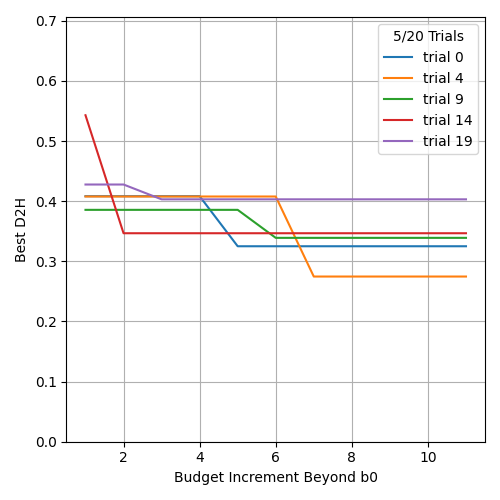 5/20 Trials
trial 0
trial 4
trial 9
trial 14
trial 19
0.7
0.6
0.5
0.4
0.3
0.2
0.1
0.0
Best D2H
2 4 6 8 10
Budget Increment Beyond b0